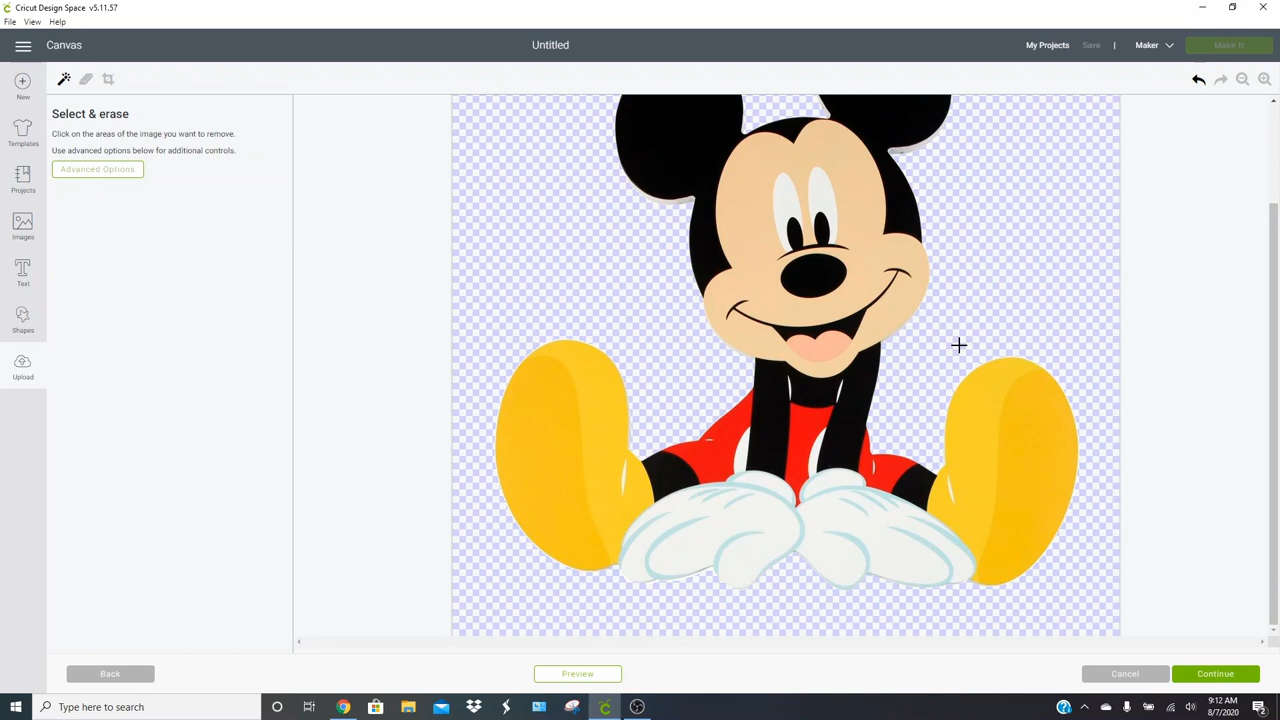 Cricut Design Space v5.11.57
File View Help
Canvas
Untitled
My Projects Save | Maker Make It
New
Templates
Projects
Images
Text
Shapes
Upload
Select & erase
Click on the areas of the image you want to remove.
Use advanced options below for additional controls.
Advanced Options
Back
Preview
Cancel
Continue
Type here to search
9:12 AM
8/7/2020
2